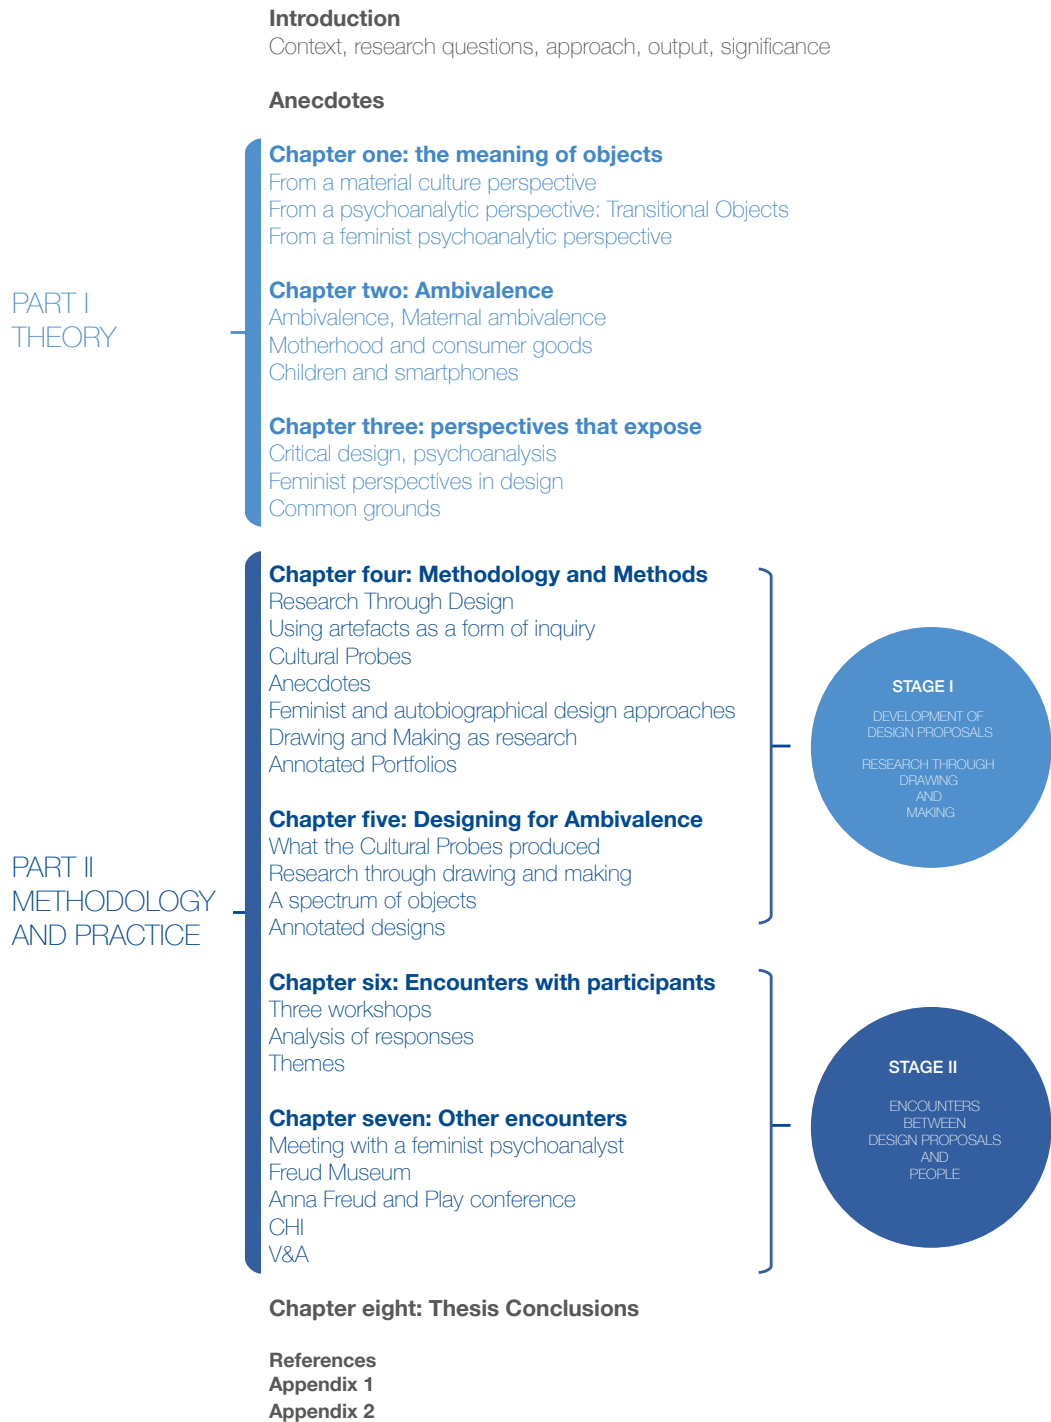 Introduction
Context, research questions, approach, output, significance
Anecdotes
PART I
THEORY
Chapter one: the meaning of objects
From a material culture perspective
From a psychoanalytic perspective: Transitional Objects
From a feminist psychoanalytic perspective
Chapter two: Ambivalence
Ambivalence, Maternal ambivalence
Motherhood and consumer goods
Children and smartphones
Chapter three: perspectives that expose
Critical design, psychoanalysis
Feminist perspectives in design
Common grounds
PART II
METHODOLOGY
AND PRACTICE
Chapter four: Methodology and Methods
Research Through Design
Using artefacts as a form of inquiry
Cultural Probes
Anecdotes
Feminist and autobiographical design approaches
Drawing and Making as research
Annotated Portfolios
Chapter five: Designing for Ambivalence
What the Cultural Probes produced
Research through drawing and making
A spectrum of objects
Annotated designs
STAGE I
DEVELOPMENT OF
DESIGN PROPOSALS
RESEARCH THROUGH
DRAWING
AND
MAKING
Chapter six: Encounters with participants
Three workshops
Analysis of responses
Themes
Chapter seven: Other encounters
Meeting with a feminist psychoanalyst
Freud Museum
Anna Freud and Play conference
CHI
V&A
STAGE II
ENCOUNTERS
BETWEEN
DESIGN PROPOSALS
AND
PEOPLE
Chapter eight: Thesis Conclusions
References
Appendix 1
Appendix 2